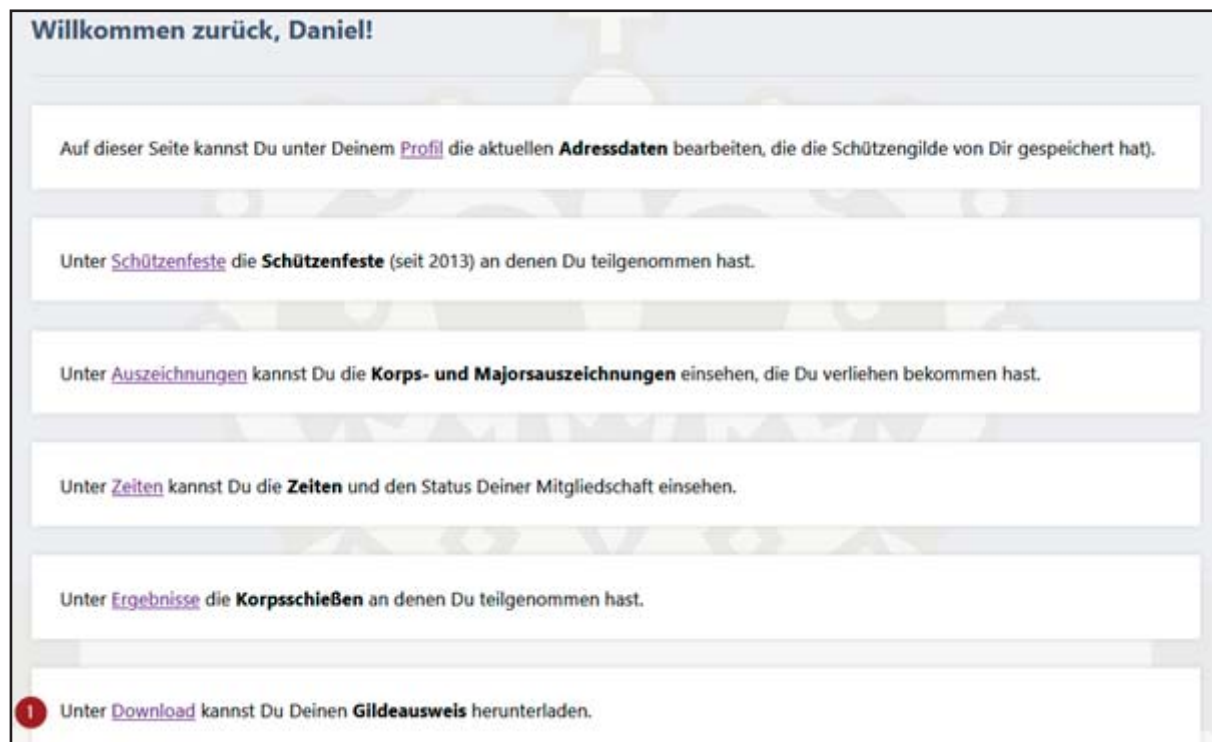 Willkommen zurück, Daniel!
Auf dieser Seite kannst Du unter Deinem Profil die aktuellen Adressdaten bearbeiten, die die Schützengilde von Dir gespeichert hat).
Unter Schützenfeste die Schützenfeste (seit 2013) an denen Du teilgenommen hast.
Unter Auszeichnungen kannst Du die Korps- und Majorsauszeichnungen einsehen, die Du verliehen bekommen hast.
Unter Zeiten kannst Du die Zeiten und den Status Deiner Mitgliedschaft einsehen.
Unter Ergebnisse die Korpsschießen an denen Du teilgenommen hast.
1 Unter Download kannst Du Deinen Gildeausweis herunterladen.